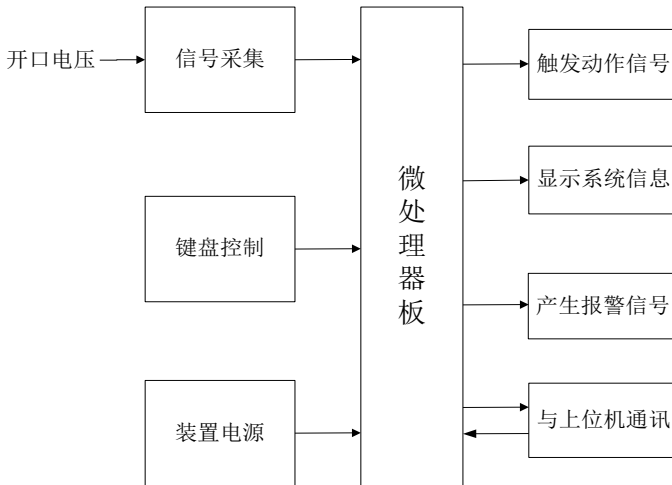 开口电压
信号采集
键盘控制
装置电源
微处理器板
触发动作信号
显示系统信息
产生报警信号
与上位机通讯